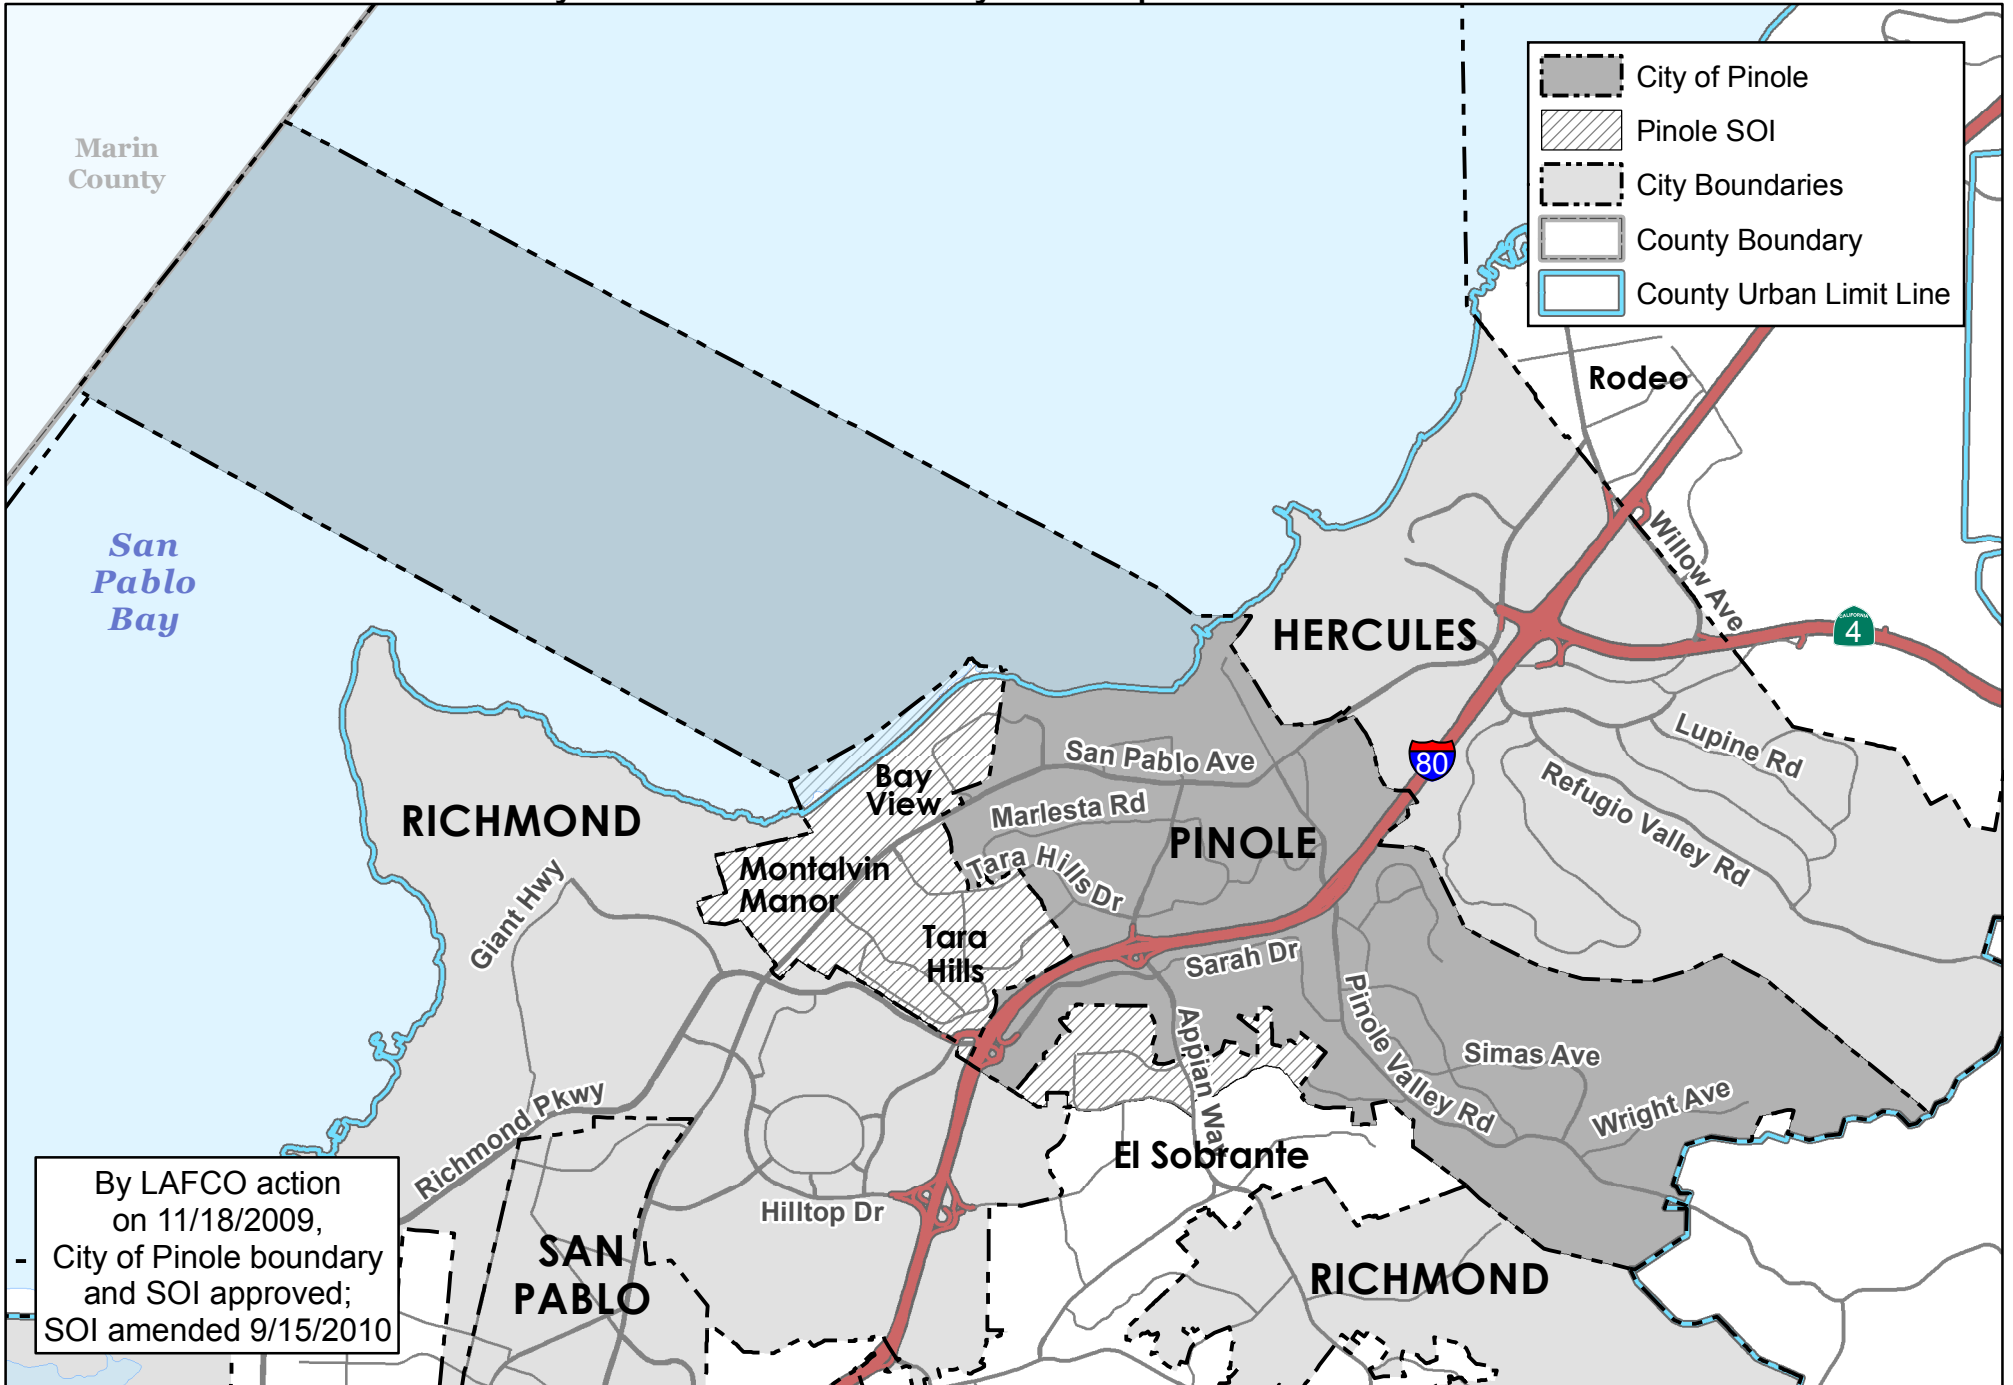 Marin
County
City of Pinole
Pinole SOI
City Boundaries
County Boundary
County Urban Limit Line
Rodeo
San
Pablo
Bay
Willow Ave
CALIFORNIA
4
HERCULES
Lupine Rd
San Pablo Ave
80
Refugio Valley Rd
Bay
View
Marlesta Rd
RICHMOND
PINOLE
Montalvin
Manor
Tara Hills Dr
Giant Hwy
Tara
Hills
Sarah Dr
Pinole Valley Rd
Appian Way
Simas Ave
Wright Ave
Richmond Pkwy
El Sobrante
Hilltop Dr
By LAFCO action
on 11/18/2009,
City of Pinole boundary
and SOI approved;
SOI amended 9/15/2010
SAN
PABLO
RICHMOND